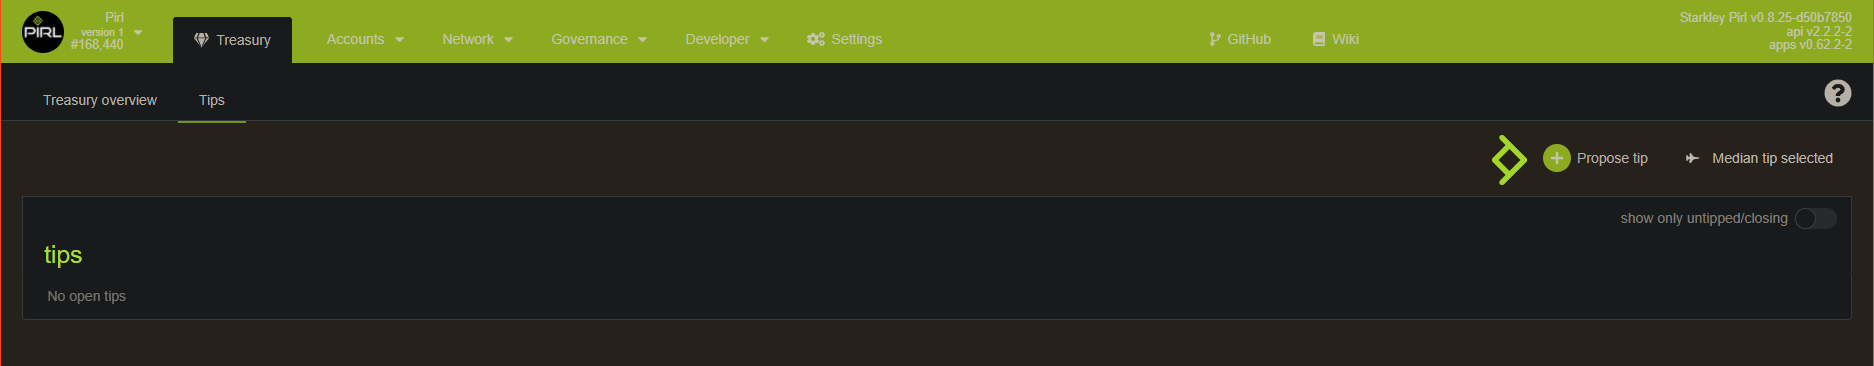 PIRL
Pirl
version 1
#168,440
Treasury
Accounts
Network
Governance
Developer
Settings
GitHub
Wiki
Starkley Pirl v0.8.25-d50b7850
api v2.2.2-2
apps v0.62.2-2
Treasury overview
Tips
?
Propose tip
Median tip selected
show only untipped/closing
tips
No open tips